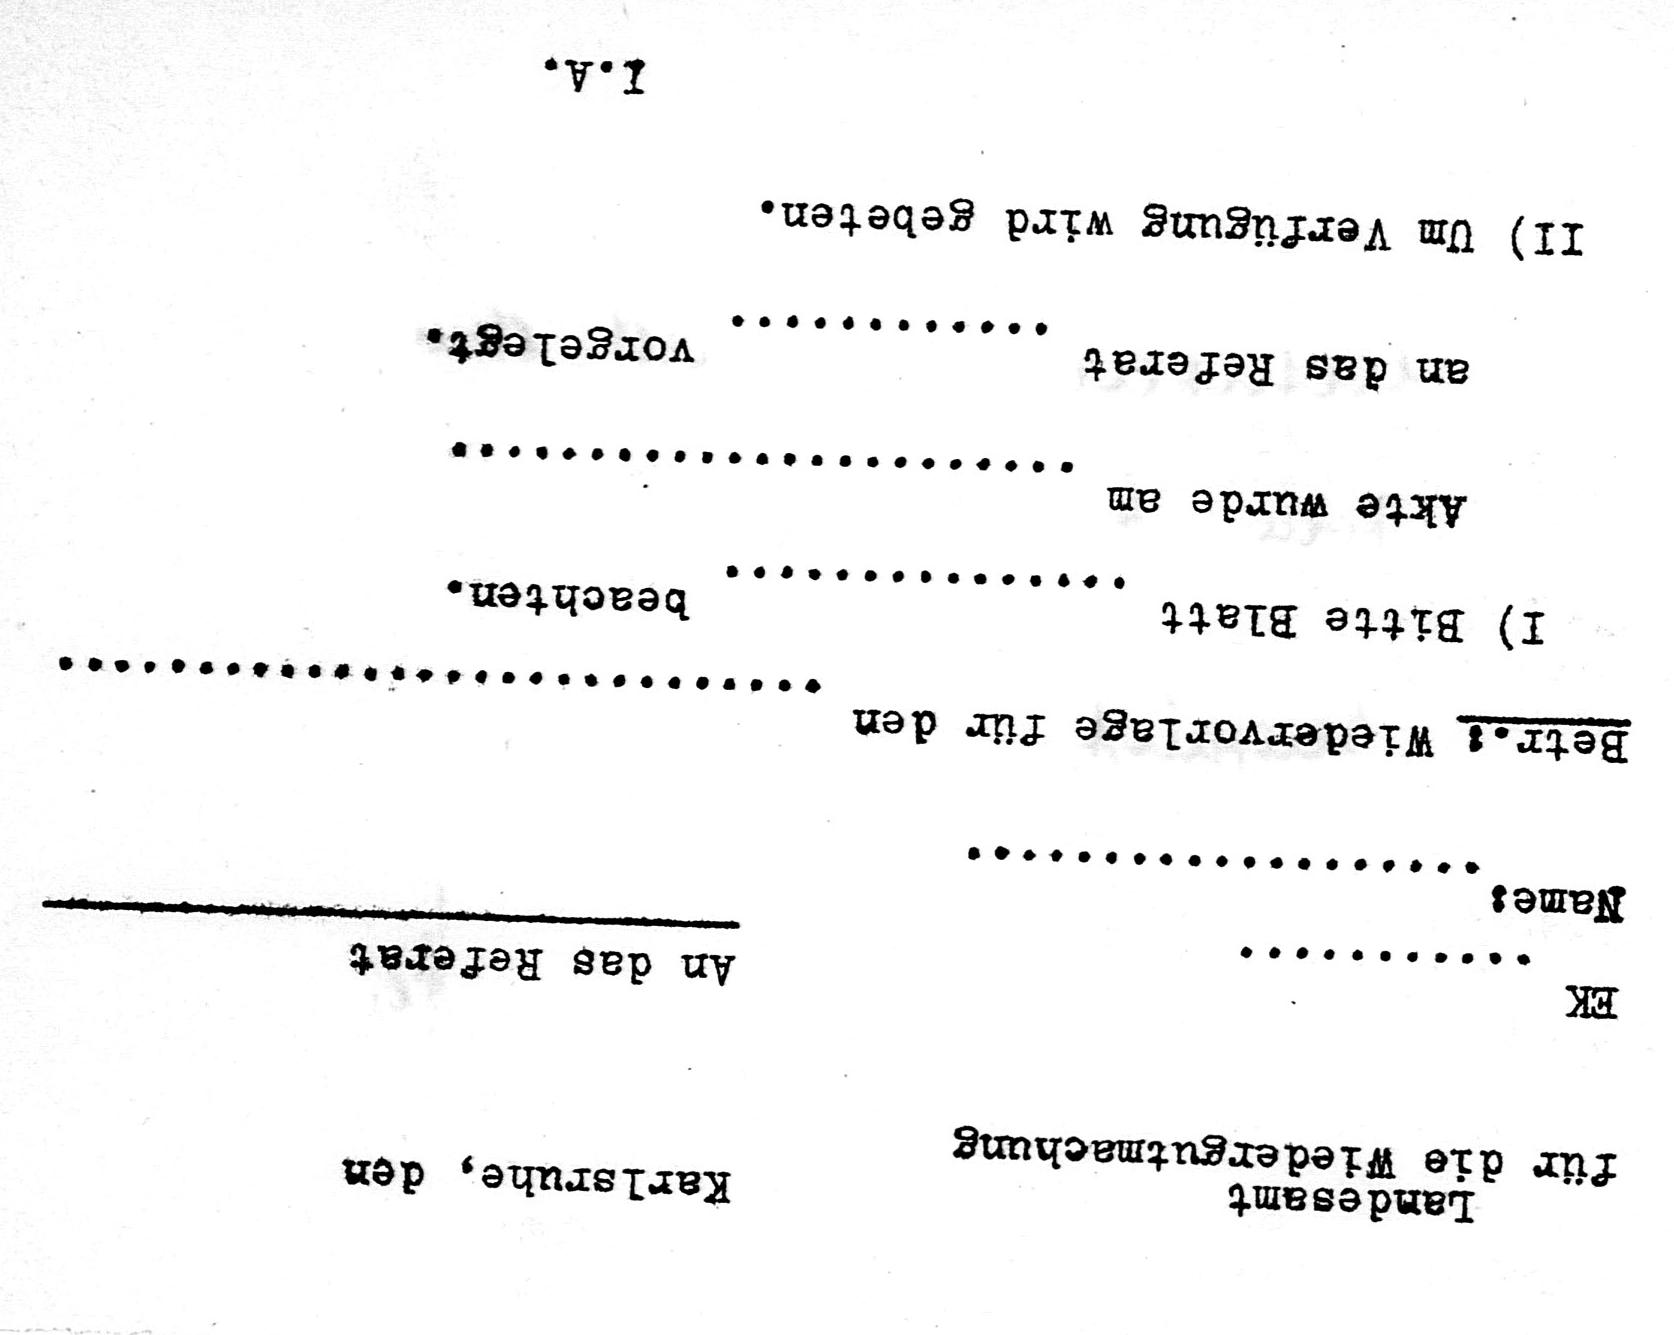 Landesamt
für die Wiedergutmachung
Karlsruhe, den
EK ...........
An das Referat
Name: ...................
Betr.: Wiedervorlage für den ............................
I) Bitte Blatt ............... beachten.
Akte wurde am .......................
an das Referat ............ vorgelegt.
II) Um Verfügung wird gebeten.
I.A.